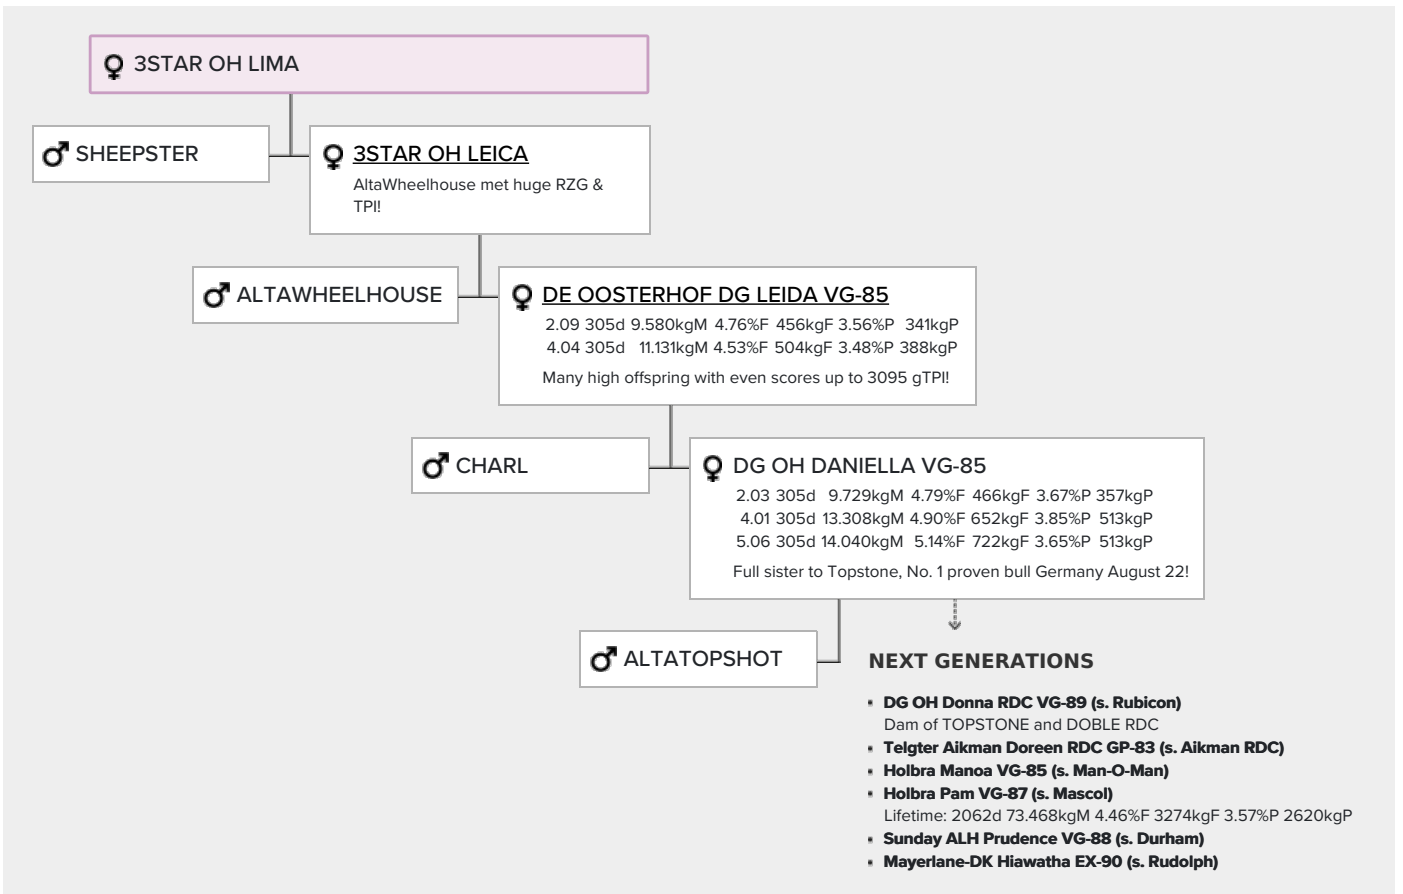 3STAR OH LIMA
SHEEPSTER
3STAR OH LEICA
AltaWheelhouse met huge RZG &
TPI!
ALTAWHEELHOUSE
DE OOSTERHOF DG LEIDA VG-85
2.09 305d 9.580kgM 4.76%F 456kgF 3.56%P 341kgP
4.04 305d 11.131kgM 4.53%F 504kgF 3.48%P 388kgP
Many high offspring with even scores up to 3095 gTPI!
CHARL
DG OH DANIELLA VG-85
2.03 305d 9.729kgM 4.79%F 466kgF 3.67%P 357kgP
4.01 305d 13.308kgM 4.90%F 652kgF 3.85%P 513kgP
5.06 305d 14.040kgM 5.14%F 722kgF 3.65%P 513kgP
Full sister to Topstone, No. 1 proven bull Germany August 22!
ALTATOPSHOT
NEXT GENERATIONS
DG OH Donna RDC VG-89 (s. Rubicon)
Dam of TOPSTONE and DOBLE RDC
Telgter Aikman Doreen RDC GP-83 (s. Aikman RDC)
Holbra Manoa VG-85 (s. Man-O-Man)
Holbra Pam VG-87 (s. Mascol)
Lifetime: 2062d 73.468kgM 4.46%F 3274kgF 3.57%P 2620kgP
Sunday ALH Prudence VG-88 (s. Durham)
Mayerlane-DK Hiawatha EX-90 (s. Rudolph)